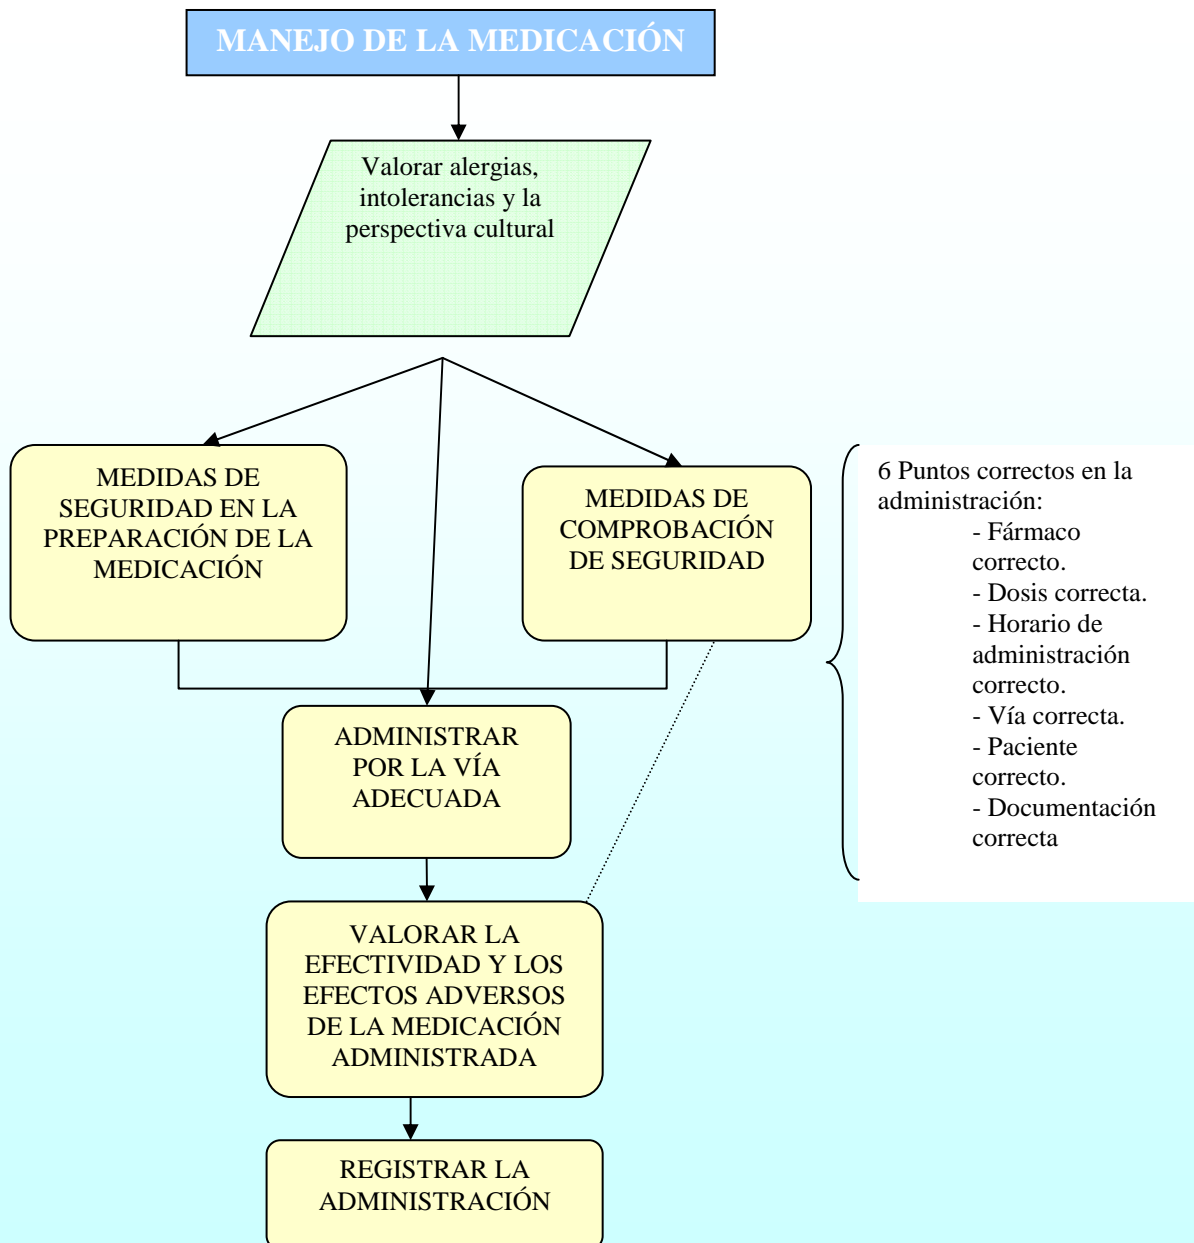 MANEJO DE LA MEDICACIÓN
Valorar alergias,
intolerancias y la
perspectiva cultural
MEDIDAS DE
SEGURIDAD EN LA
PREPARACIÓN DE LA
MEDICACIÓN
MEDIDAS DE
COMPROBACIÓN
DE SEGURIDAD
6 Puntos correctos en la
administración:
- Fármaco
correcto.
- Dosis correcta.
- Horario de
administración
correcto.
- Vía correcta.
- Paciente
correcto.
- Documentación
correcta
ADMINISTRAR
POR LA VÍA
ADECUADA
VALORAR LA
EFECTIVIDAD Y LOS
EFECTOS ADVERSOS
DE LA MEDICACIÓN
ADMINISTRADA
REGISTRAR LA
ADMINISTRACIÓN